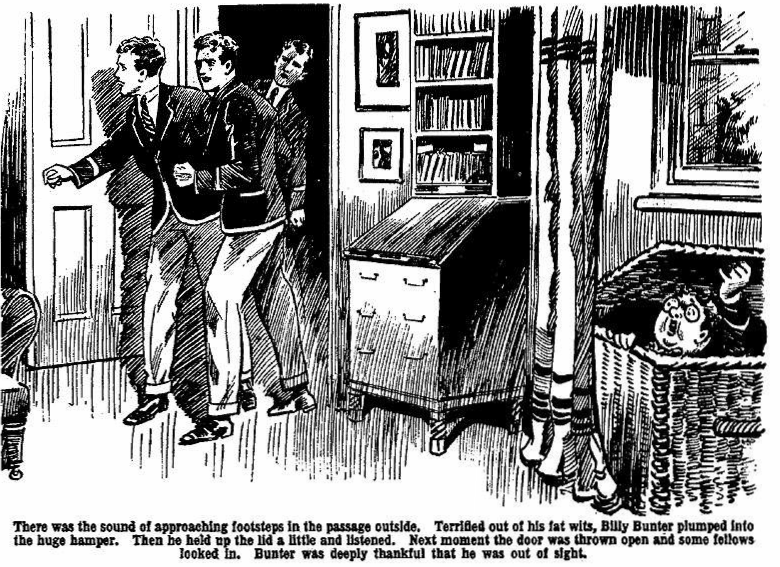 There was the sound of approaching footsteps in the passage outside. Terrified out of his fat wits, Billy Bunter plumped into
the huge hamper. Then he held up the lid a little and listened. Next moment the door was thrown open and some fellows
looked in. Bunter was deeply thankful that he was out of sight.